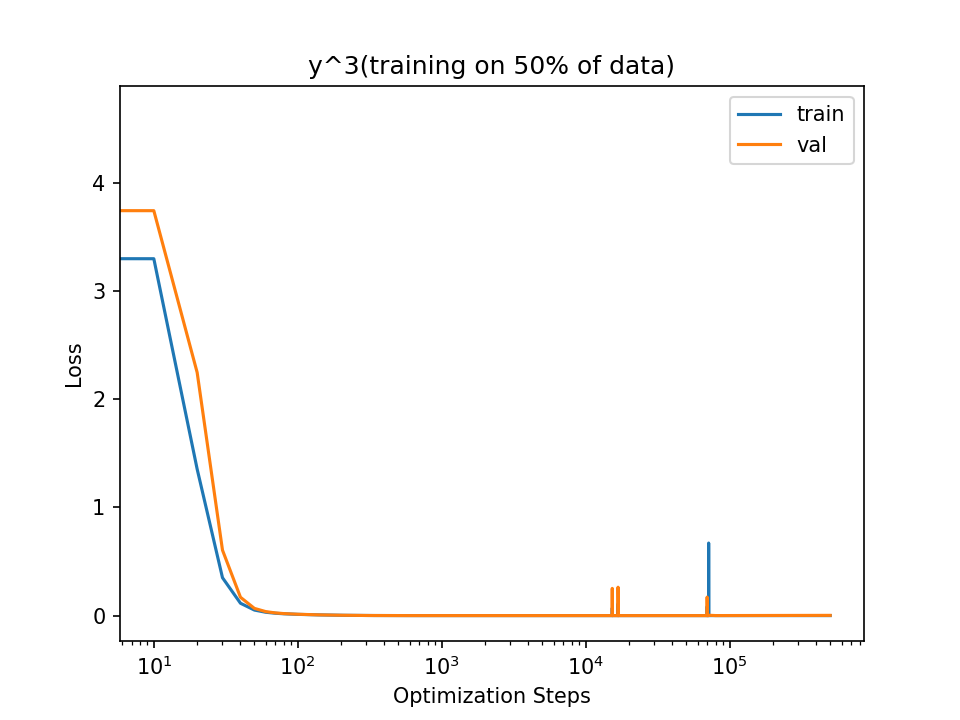 y^3(training on 50% of data)
train
val
Loss
4
3
2
1
0
10¹ 10² 10³ 10⁴ 10⁵
Optimization Steps